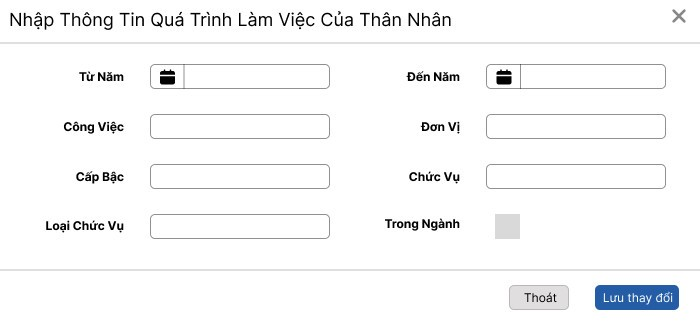 Nhập Thông Tin Quá Trình Làm Việc Của Thân Nhân
Từ Năm
Đến Năm
Công Việc
Đơn Vị
Cấp Bậc
Chức Vụ
Loại Chức Vụ
Trong Ngành
Thoát
Lưu thay đổi